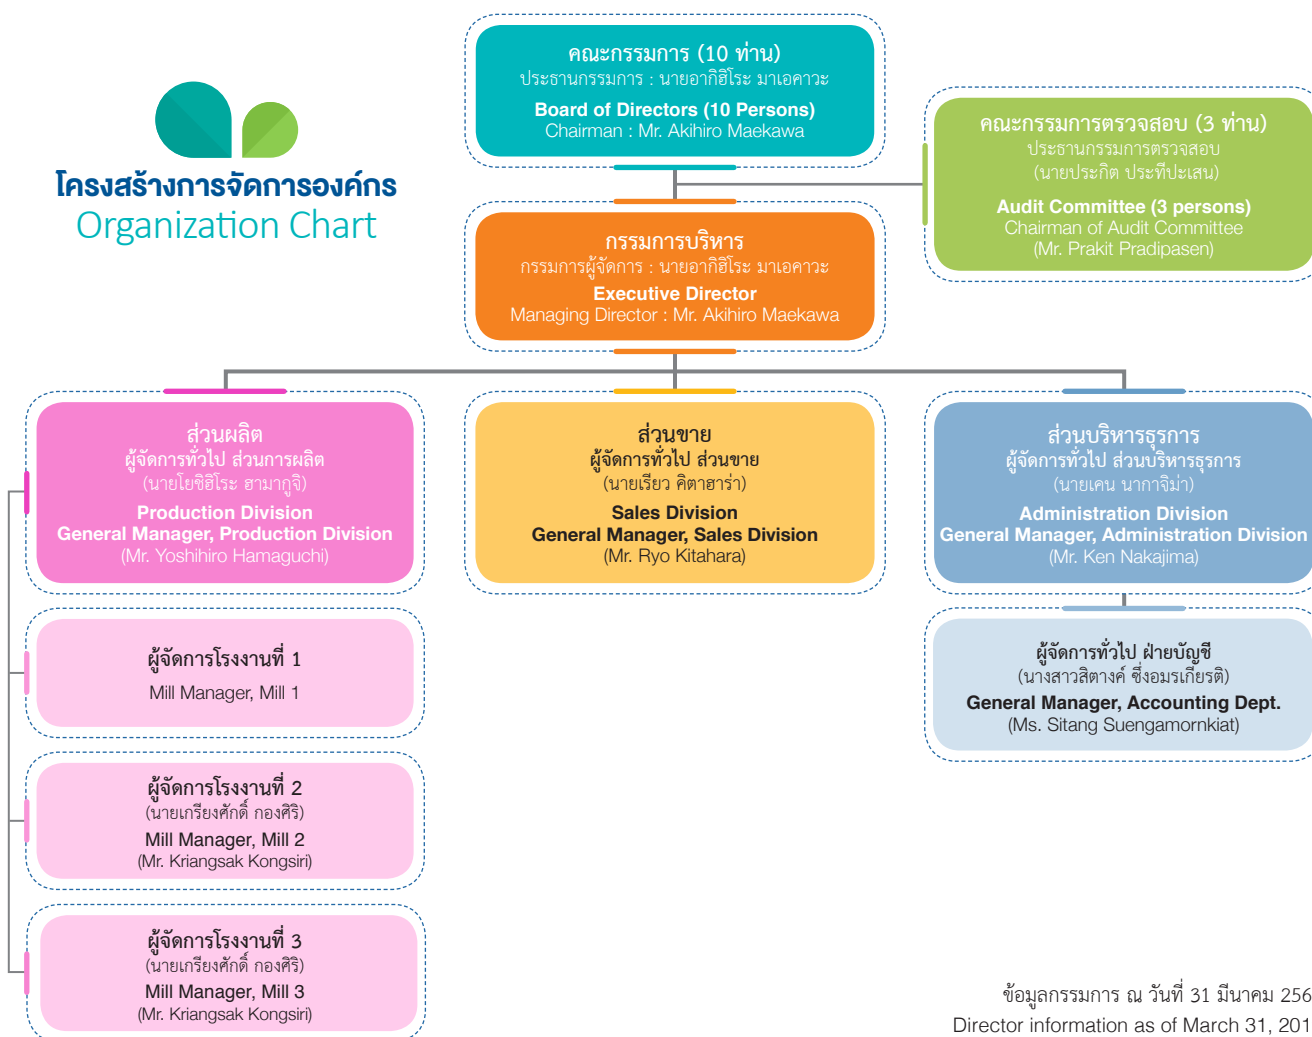 โครงสร้างการจัดการองค์กร
Organization Chart
คณะกรรมการ (10 ท่าน)
ประธานกรรมการ : นายอากิฮิโระ มาเอคาวะ
Board of Directors (10 Persons)
Chairman : Mr. Akihiro Maekawa
คณะกรรมการตรวจสอบ (3 ท่าน)
ประธานกรรมการตรวจสอบ
(นายประกิต ประทีปะเสน)
Audit Committee (3 persons)
Chairman of Audit Committee
(Mr. Prakit Pradipasen)
กรรมการบริหาร
กรรมการผู้จัดการ : นายอากิฮิโระ มาเอคาวะ
Executive Director
Managing Director : Mr. Akihiro Maekawa
ส่วนผลิต
ผู้จัดการทั่วไป ส่วนการผลิต
(นายโยชิฮิโระ ฮามากูจิ)
Production Division
General Manager, Production Division
(Mr. Yoshihiro Hamaguchi)
ส่วนขาย
ผู้จัดการทั่วไป ส่วนขาย
(นายเรียว คิตาฮาร่า)
Sales Division
General Manager, Sales Division
(Mr. Ryo Kitahara)
ส่วนบริหารธุรการ
ผู้จัดการทั่วไป ส่วนบริหารธุรการ
(นายเคน นากาจิม่า)
Administration Division
General Manager, Administration Division
(Mr. Ken Nakajima)
ผู้จัดการโรงงานที่ 1
Mill Manager, Mill 1
ผู้จัดการทั่วไป ฝ่ายบัญชี
(นางสาวสิตางค์ ซึ่งอมรเกียรติ)
General Manager, Accounting Dept.
(Ms. Sitang Suengamornkiat)
ผู้จัดการโรงงานที่ 2
(นายเกรียงศักดิ์ กองศิริ)
Mill Manager, Mill 2
(Mr. Kriangsak Kongsiri)
ผู้จัดการโรงงานที่ 3
(นายเกรียงศักดิ์ กองศิริ)
Mill Manager, Mill 3
(Mr. Kriangsak Kongsiri)
ข้อมูลกรรมการ ณ วันที่ 31 มีนาคม 256
Director information as of March 31, 201